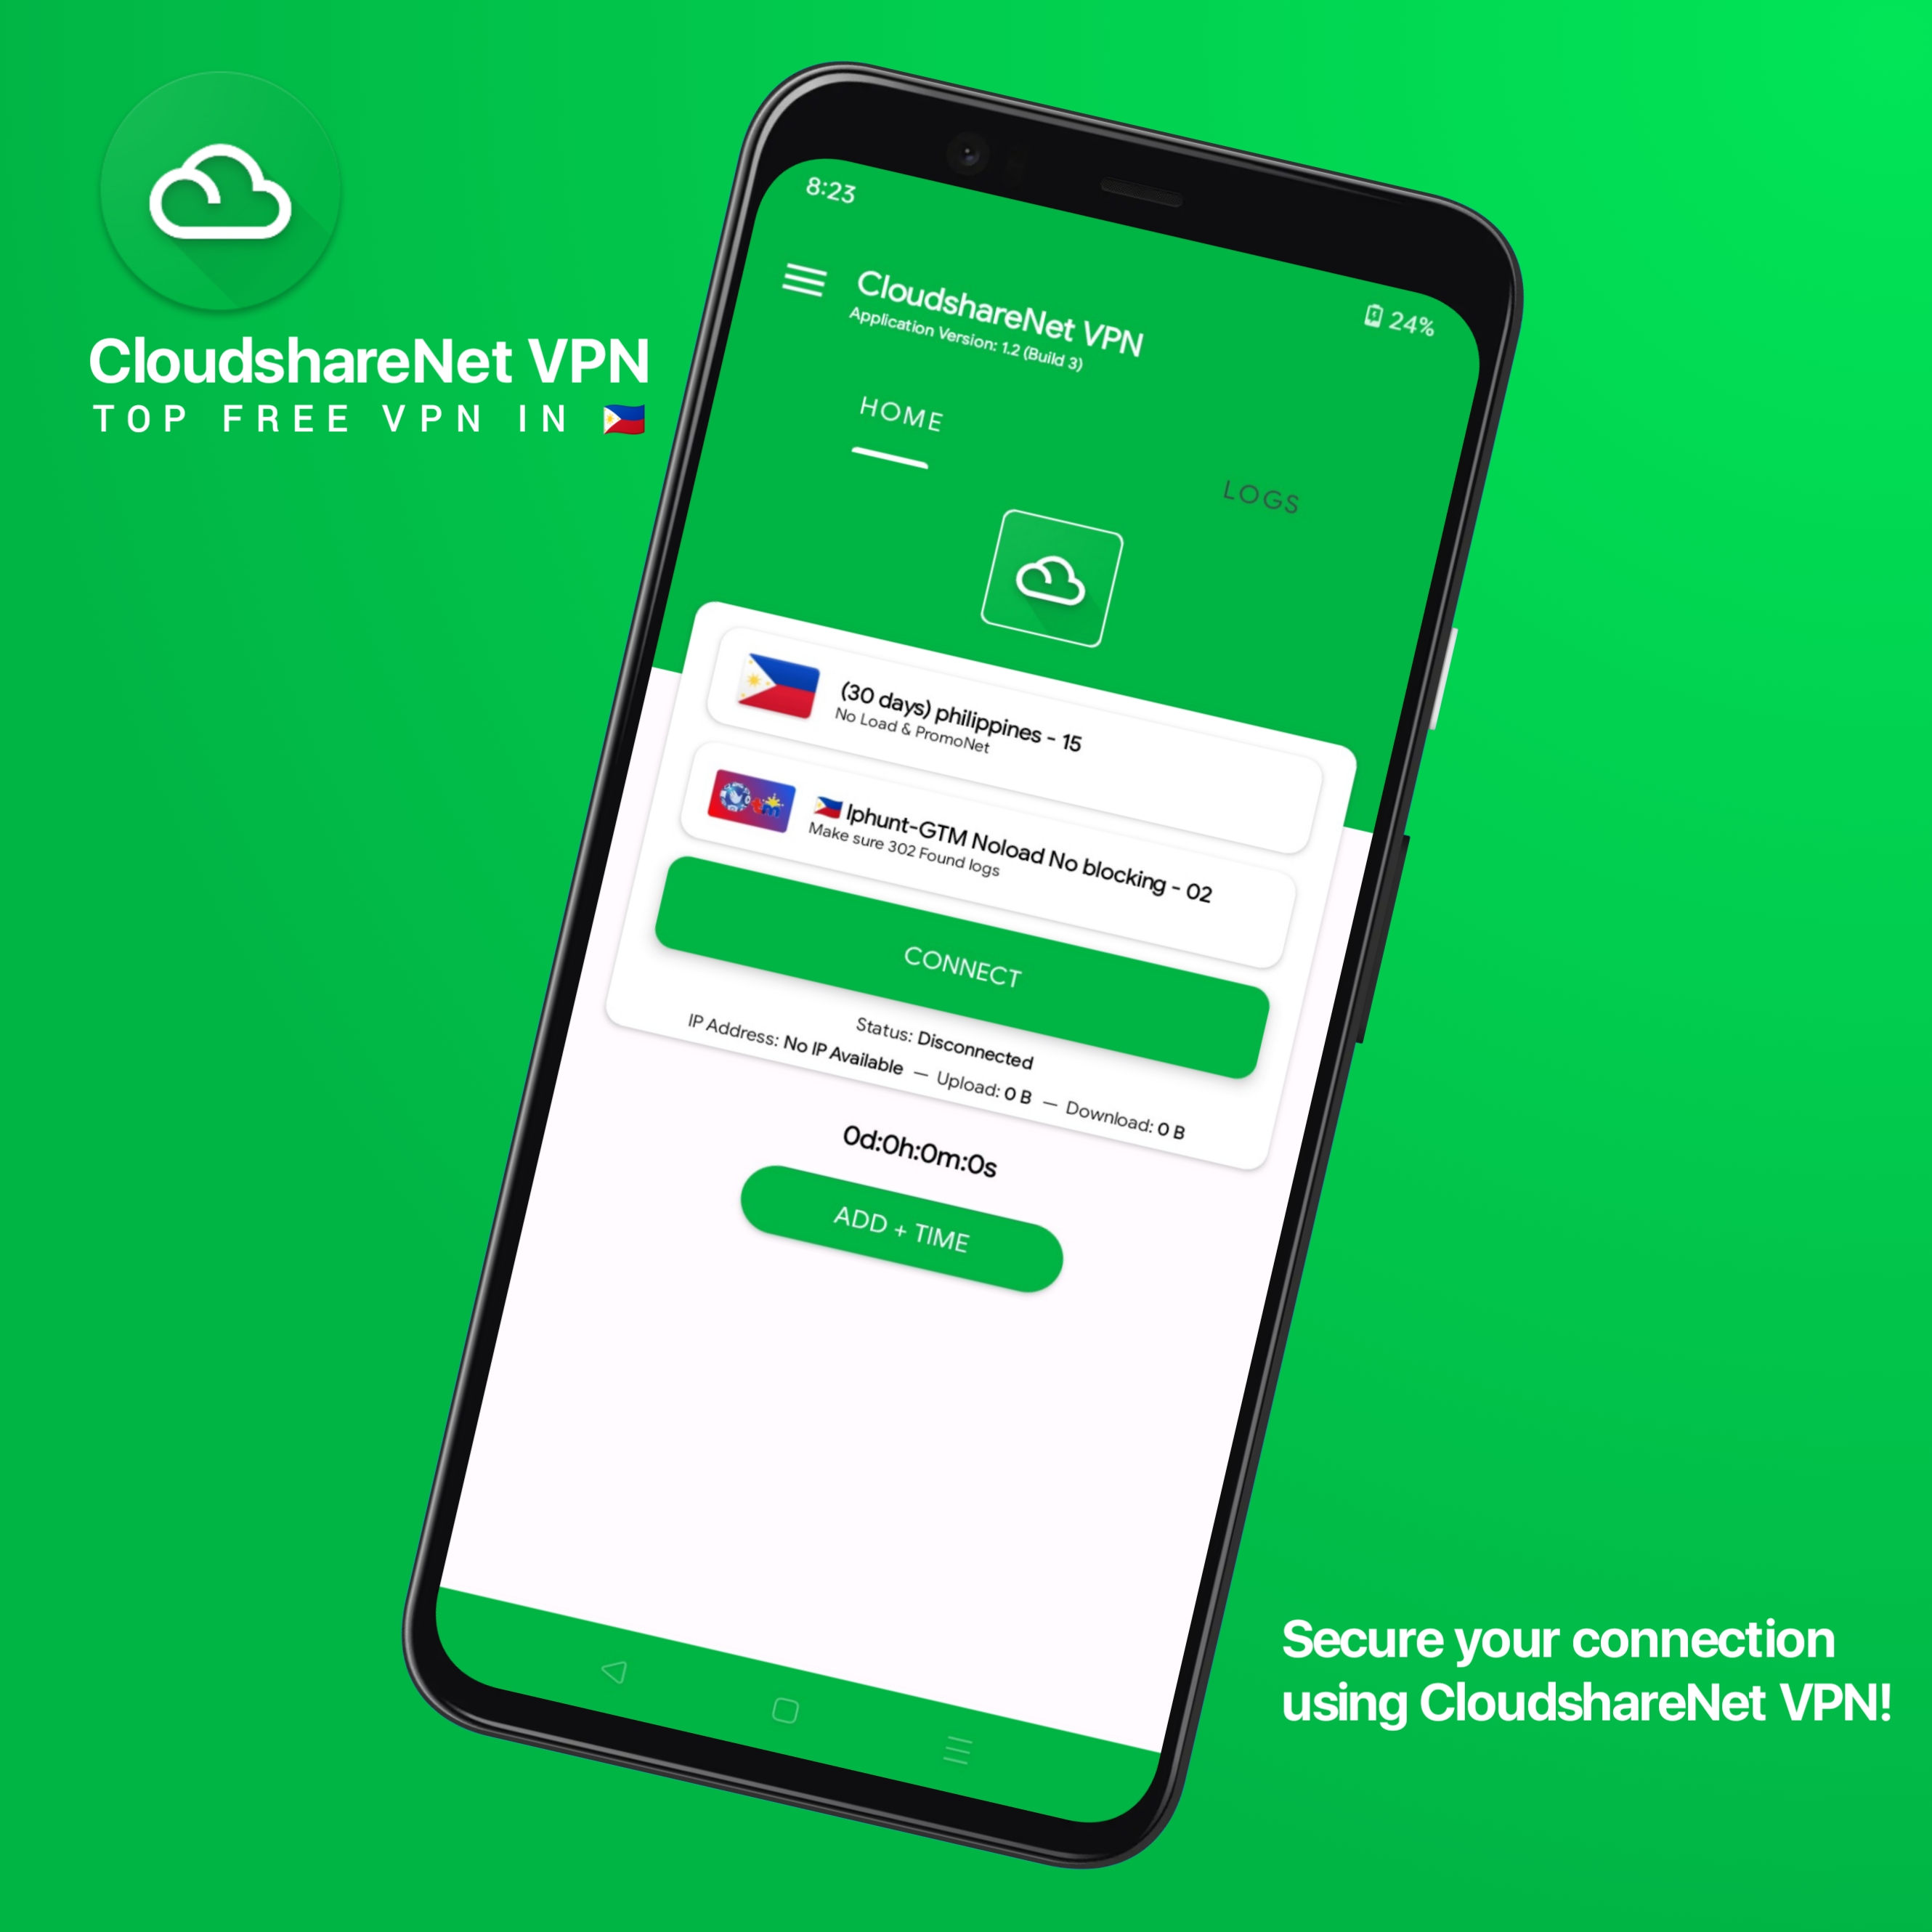 CloudshareNet VPN
TOP FREE VPN IN 🇵🇭
8:23
24%
CloudshareNet VPN
Application Version: 1.2 (Build 3)
HOME
LOGS
(30 days) philippines - 15
No Load & PromoNet
tm
🇵🇭 Iphunt-GTM Noload No blocking - 02
Make sure 302 Found logs
CONNECT
Status: Disconnected
IP Address: No IP Available — Upload: 0 B — Download: 0 B
0d:0h:0m:0s
ADD + TIME
Secure your connection
using CloudshareNet VPN!